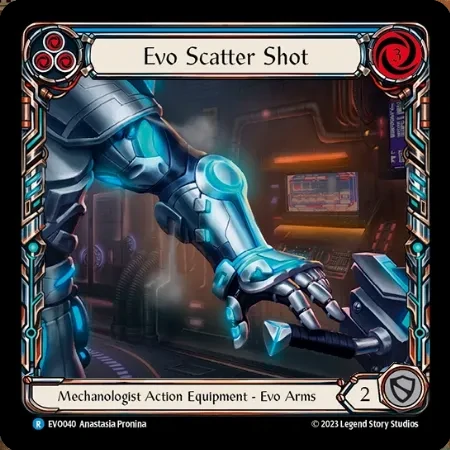 Evo Scatter Shot
3
Mechanologist Action Equipment - Evo Arms
2
R EVO040 Anastasia Pronina
© 2023 Legend Story Studios